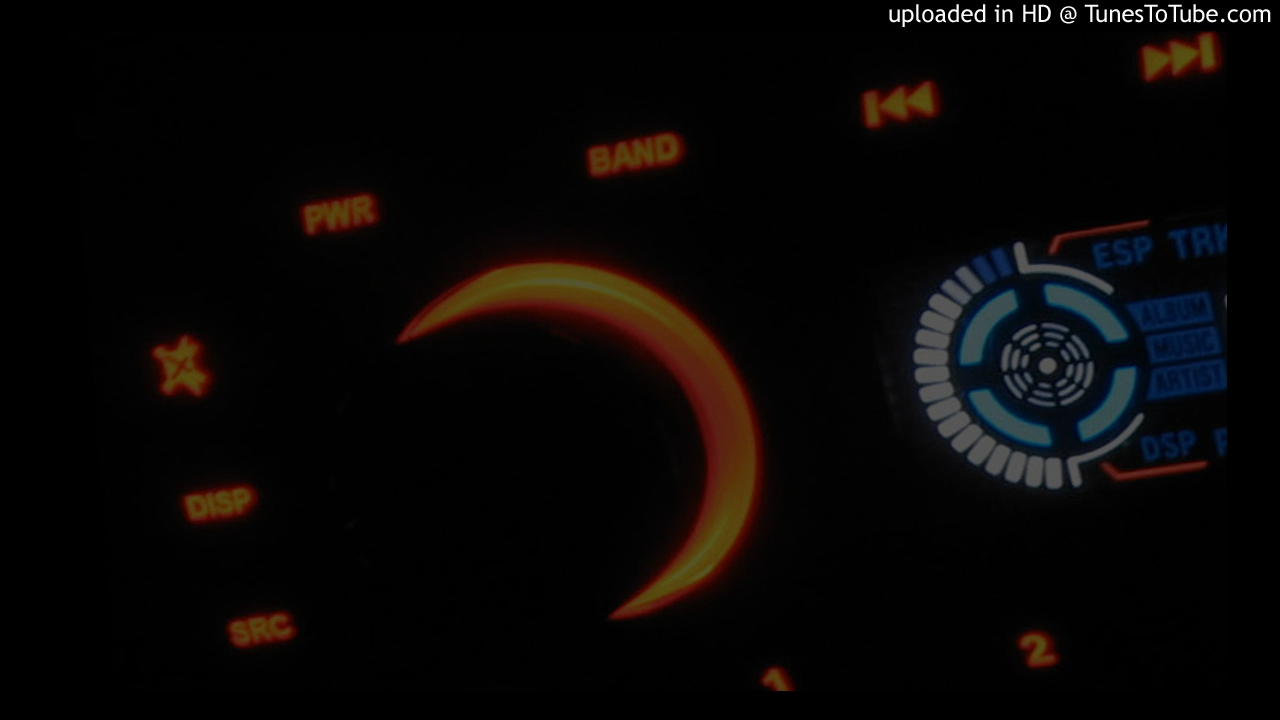 uploaded in HD @ TunesToTube.com
BAND
PWR
ESP TRK
ALBUM
MUSIC
ARTIST
DSP
DISP
SRC
2
1